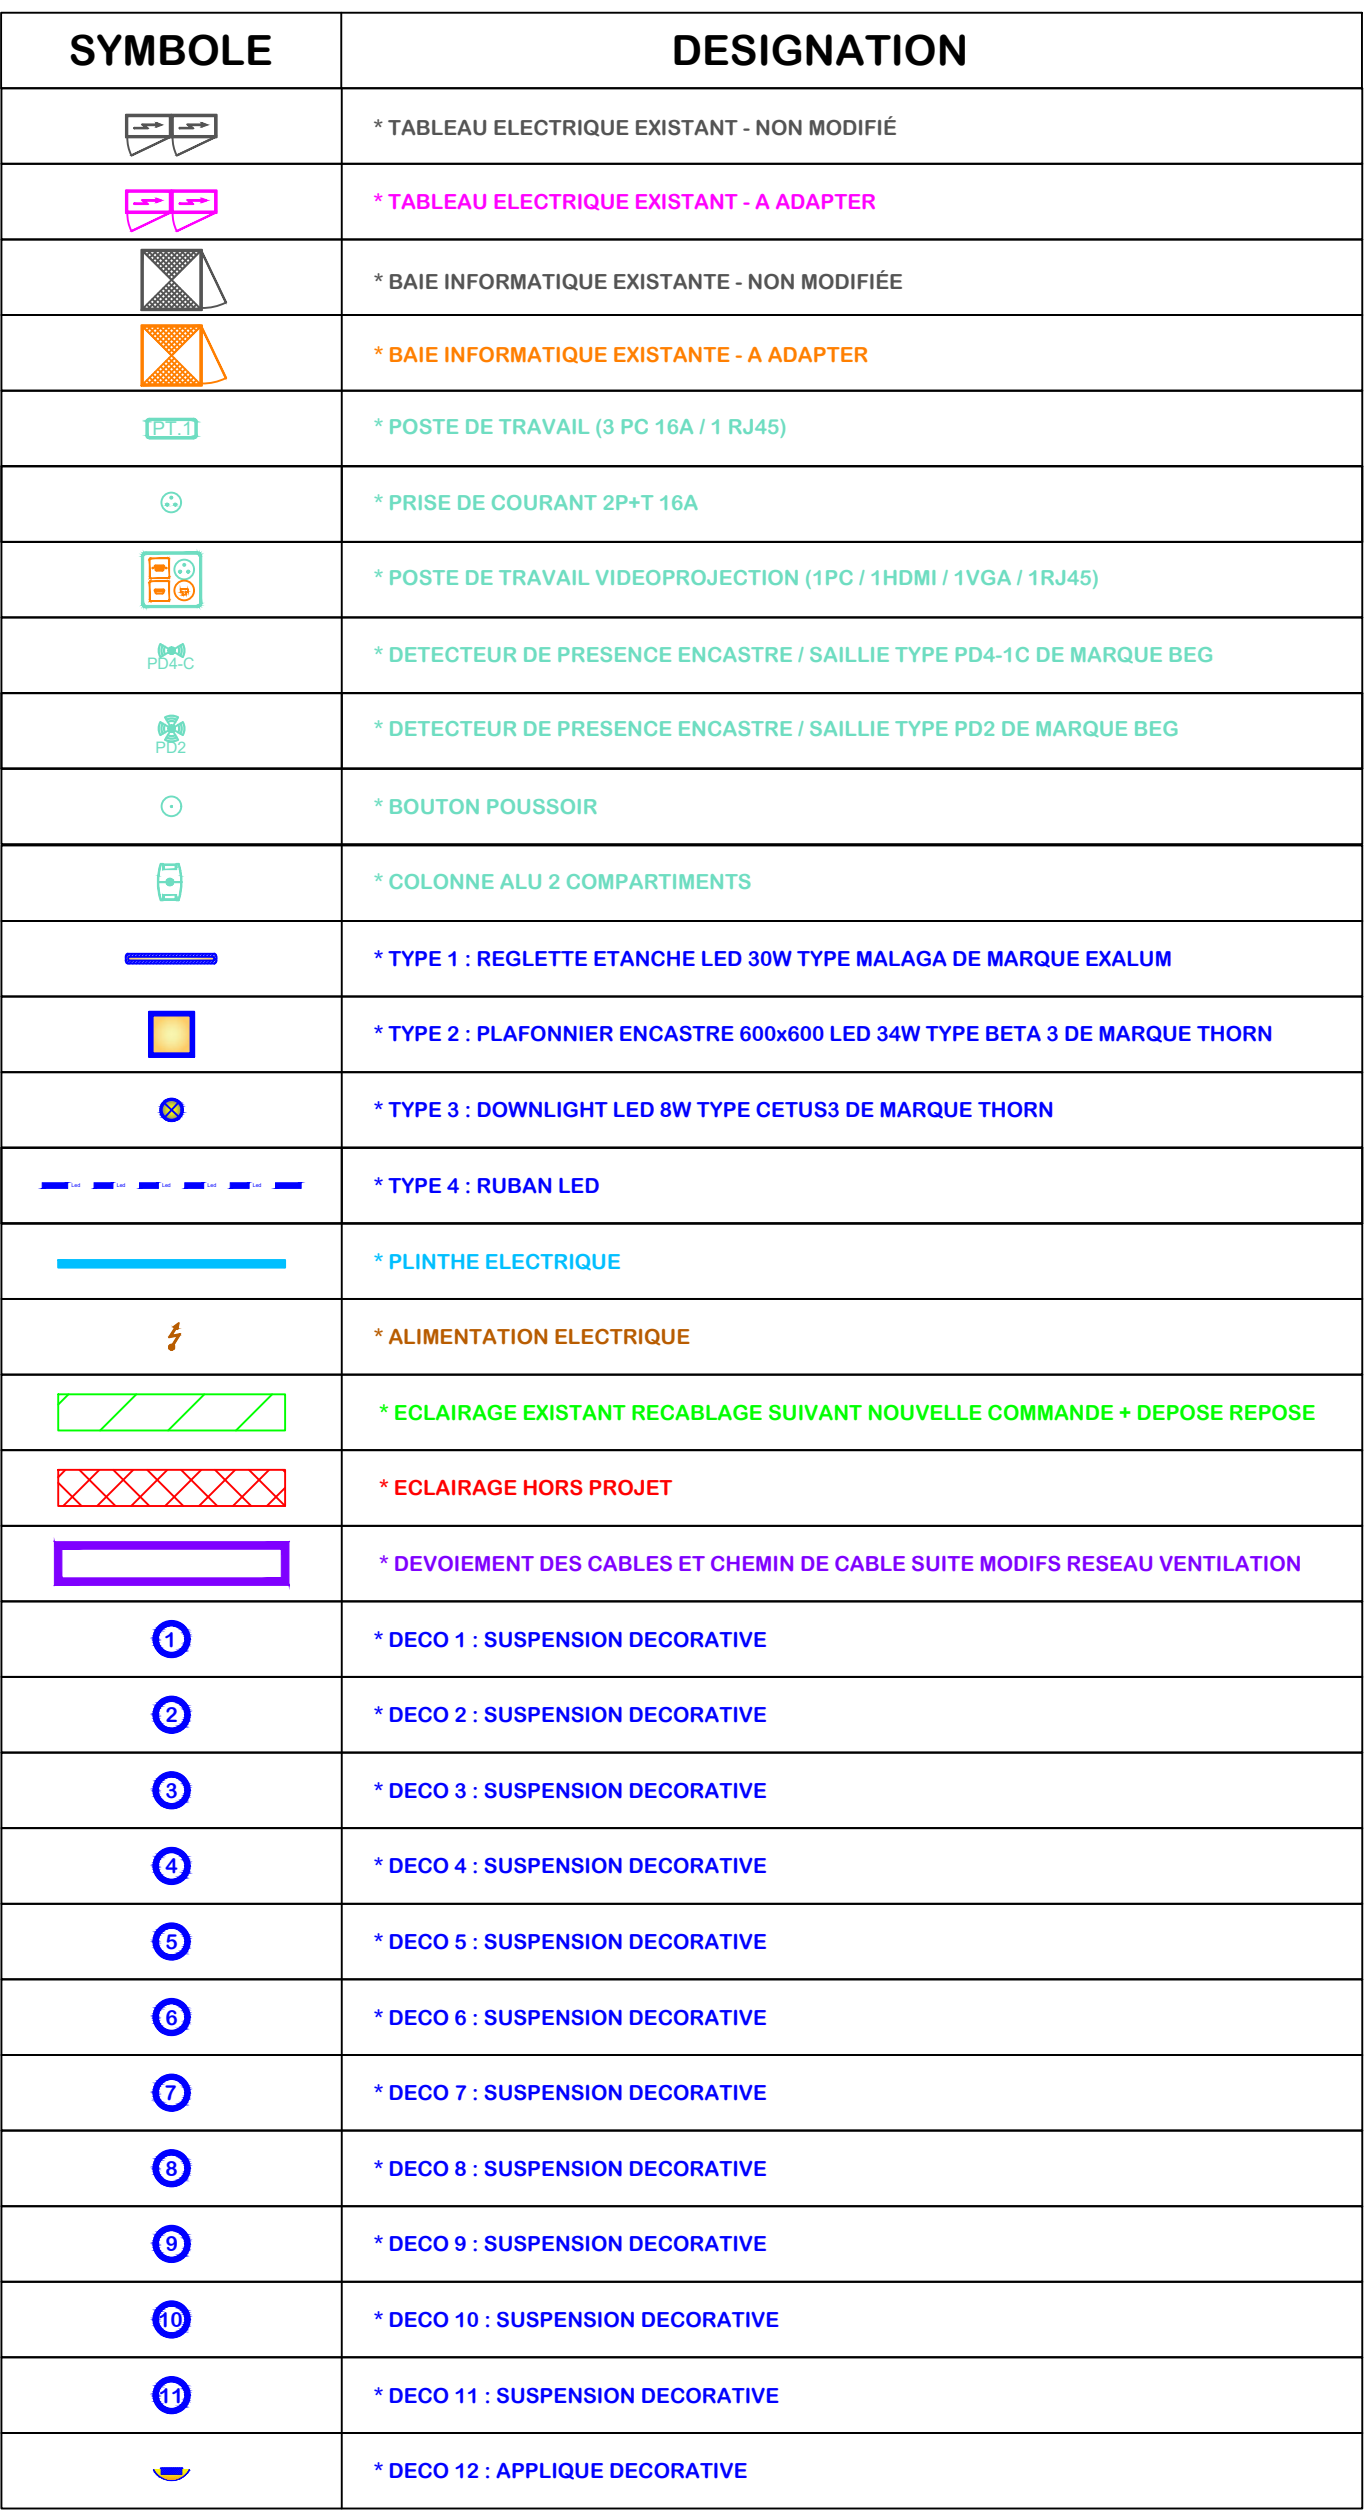 SYMBOLE DESIGNATION
* TABLEAU ELECTRIQUE EXISTANT - NON MODIFIÉ
* TABLEAU ELECTRIQUE EXISTANT - A ADAPTER
* BAIE INFORMATIQUE EXISTANTE - NON MODIFIÉE
* BAIE INFORMATIQUE EXISTANTE - A ADAPTER
PT.1 * POSTE DE TRAVAIL (3 PC 16A / 1 RJ45)
* PRISE DE COURANT 2P+T 16A
* POSTE DE TRAVAIL VIDEOPROJECTION (1PC / 1HDMI / 1VGA / 1RJ45)
PD4-C * DETECTEUR DE PRESENCE ENCASTRE / SAILLIE TYPE PD4-1C DE MARQUE BEG
PD2 * DETECTEUR DE PRESENCE ENCASTRE / SAILLIE TYPE PD2 DE MARQUE BEG
* BOUTON POUSSOIR
* COLONNE ALU 2 COMPARTIMENTS
* TYPE 1 : REGLETTE ETANCHE LED 30W TYPE MALAGA DE MARQUE EXALUM
* TYPE 2 : PLAFONNIER ENCASTRE 600x600 LED 34W TYPE BETA 3 DE MARQUE THORN
* TYPE 3 : DOWNLIGHT LED 8W TYPE CETUS3 DE MARQUE THORN
Led Led Led Led Led * TYPE 4 : RUBAN LED
* PLINTHE ELECTRIQUE
* ALIMENTATION ELECTRIQUE
* ECLAIRAGE EXISTANT RECABLAGE SUIVANT NOUVELLE COMMANDE + DEPOSE REPOSE
* ECLAIRAGE HORS PROJET
* DEVOIEMENT DES CABLES ET CHEMIN DE CABLE SUITE MODIFS RESEAU VENTILATION
1 * DECO 1 : SUSPENSION DECORATIVE
2 * DECO 2 : SUSPENSION DECORATIVE
3 * DECO 3 : SUSPENSION DECORATIVE
4 * DECO 4 : SUSPENSION DECORATIVE
5 * DECO 5 : SUSPENSION DECORATIVE
6 * DECO 6 : SUSPENSION DECORATIVE
7 * DECO 7 : SUSPENSION DECORATIVE
8 * DECO 8 : SUSPENSION DECORATIVE
9 * DECO 9 : SUSPENSION DECORATIVE
10 * DECO 10 : SUSPENSION DECORATIVE
11 * DECO 11 : SUSPENSION DECORATIVE
* DECO 12 : APPLIQUE DECORATIVE